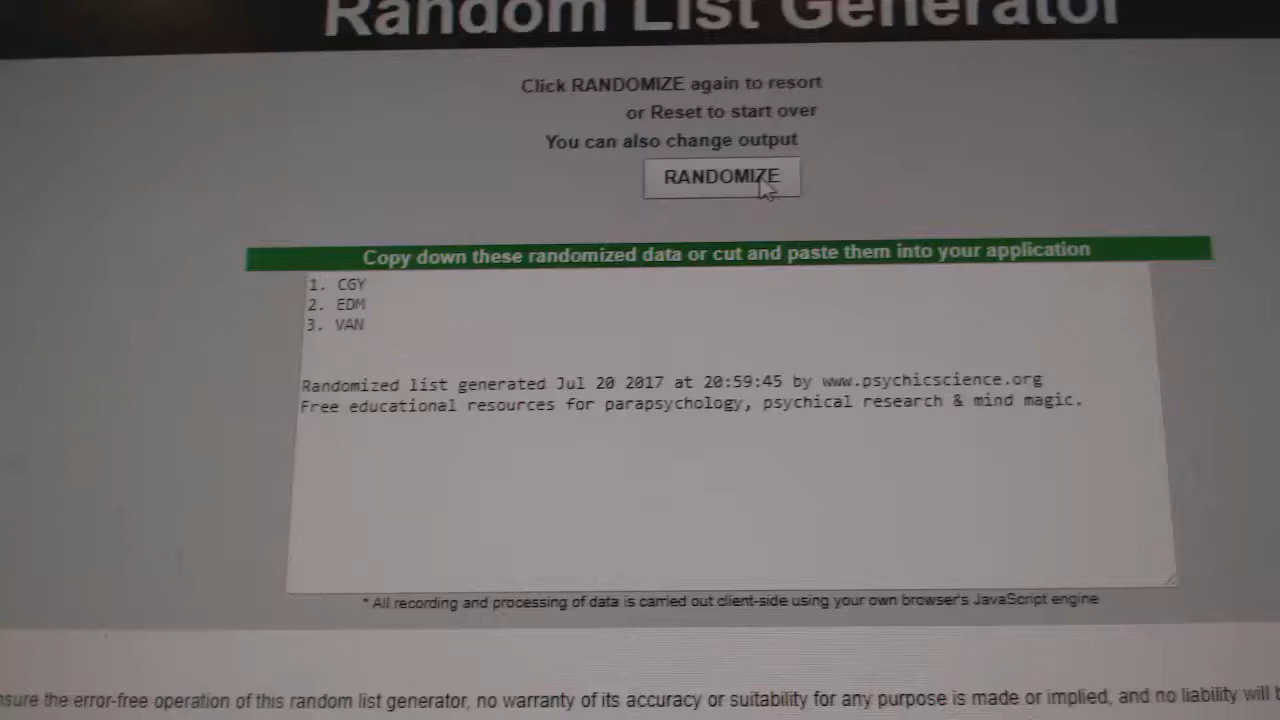 Random List Generator
Click RANDOMIZE again to resort
or Reset to start over
You can also change output
RANDOMIZE
Copy down these randomized data or cut and paste them into your application
1. CGY
2. EDM
3. VAN
Randomized list generated Jul 20 2017 at 20:59:45 by www.psychicscience.org
Free educational resources for parapsychology, psychical research & mind magic.
* All recording and processing of data is carried out client-side using your own browser's JavaScript engine
the error-free operation of this random list generator, no warranty of its accuracy or suitability for any purpose is made or implied, and no liability will